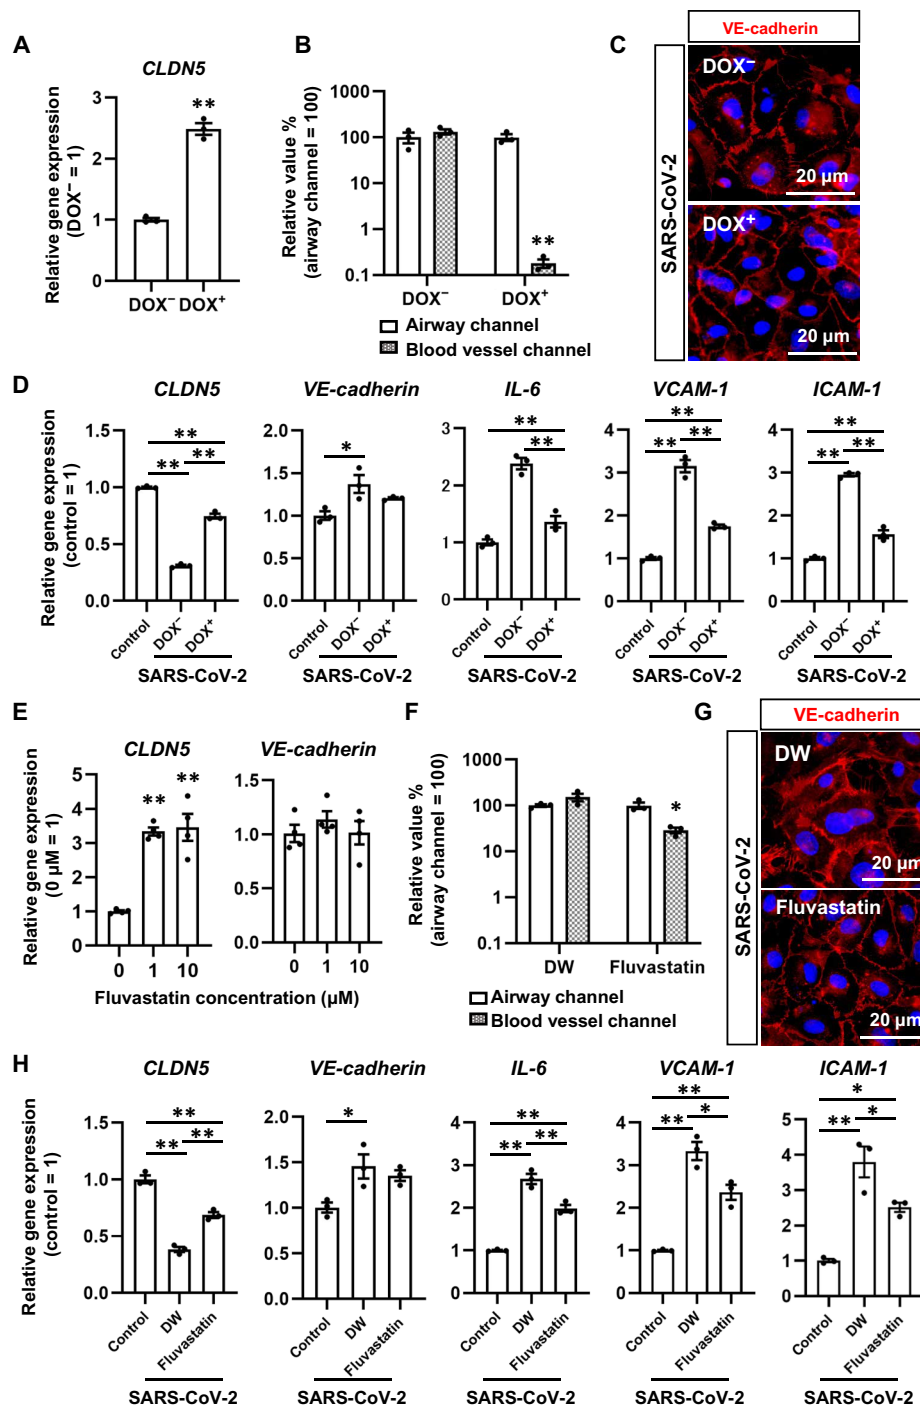 A
CLDN5
Relative gene expression
(DOX⁻ = 1)
3
2
1
0
**
DOX⁻ DOX⁺
B
Relative value %
(airway channel = 100)
1000
100
10
1
0.1
**
DOX⁻ DOX⁺
Airway channel
Blood vessel channel
C
VE-cadherin
SARS-CoV-2
DOX⁻
20 µm
DOX⁺
20 µm
D
Relative gene expression
(control = 1)
CLDN5
1.5
1.0
0.5
0.0
**
** **
Control DOX⁻ DOX⁺
SARS-CoV-2
VE-cadherin
2.0
1.5
1.0
0.5
0.0
*
Control DOX⁻ DOX⁺
SARS-CoV-2
IL-6
3
2
1
0
**
**
Control DOX⁻ DOX⁺
SARS-CoV-2
VCAM-1
4
3
2
1
0
**
** **
Control DOX⁻ DOX⁺
SARS-CoV-2
ICAM-1
4
3
2
1
0
**
** **
Control DOX⁻ DOX⁺
SARS-CoV-2
E
Relative gene expression
(0 µM = 1)
CLDN5
5
4
3
2
1
0
** **
0 1 10
VE-cadherin
1.5
1.0
0.5
0.0
0 1 10
Fluvastatin concentration (µM)
F
Relative value %
(airway channel = 100)
1000
100
10
1
0.1
*
DW Fluvastatin
Airway channel
Blood vessel channel
G
VE-cadherin
SARS-CoV-2
DW
20 µm
Fluvastatin
20 µm
H
Relative gene expression
(control = 1)
CLDN5
1.5
1.0
0.5
0.0
**
** **
Control DW Fluvastatin
SARS-CoV-2
VE-cadherin
2.0
1.5
1.0
0.5
0.0
*
Control DW Fluvastatin
SARS-CoV-2
IL-6
4
3
2
1
0
**
** **
Control DW Fluvastatin
SARS-CoV-2
VCAM-1
4
3
2
1
0
**
** *
Control DW Fluvastatin
SARS-CoV-2
ICAM-1
5
4
3
2
1
0
*
** *
Control DW Fluvastatin
SARS-CoV-2